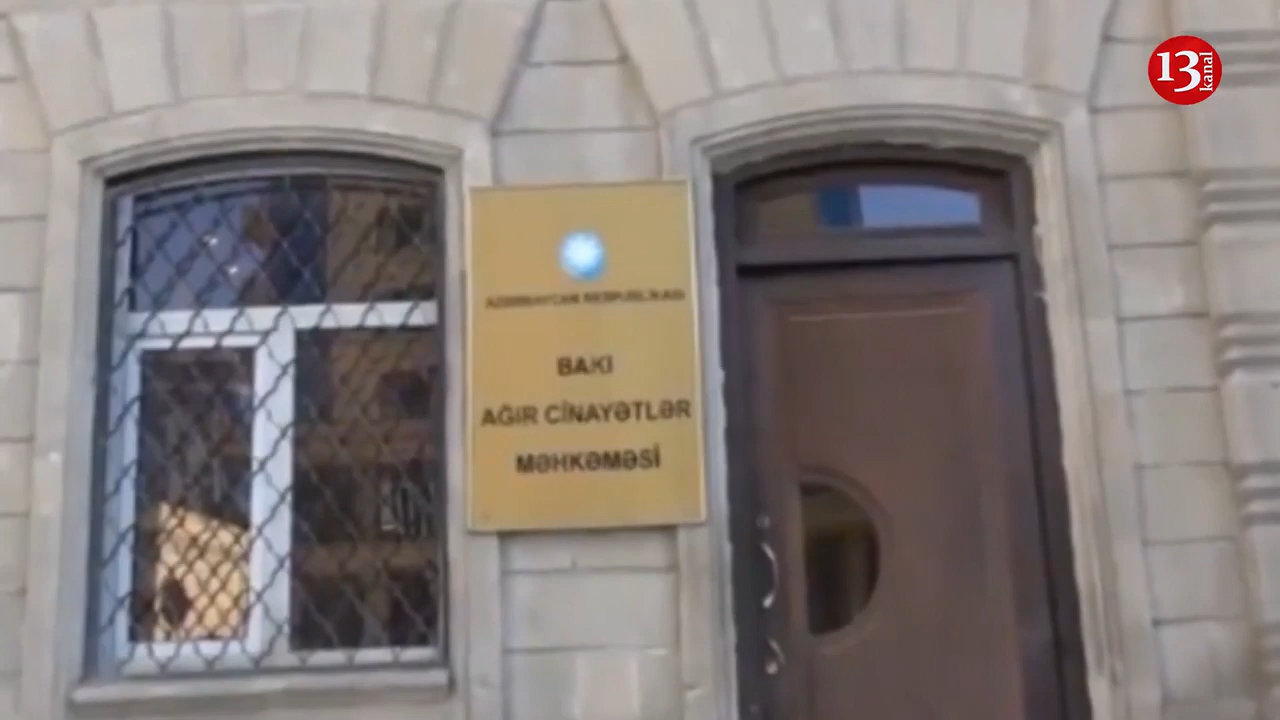 13
kanal
AZƏRBAYCAN RESPUBLİKASI
BAKI
AĞIR CİNAYƏTLƏR
MƏHKƏMƏSİ